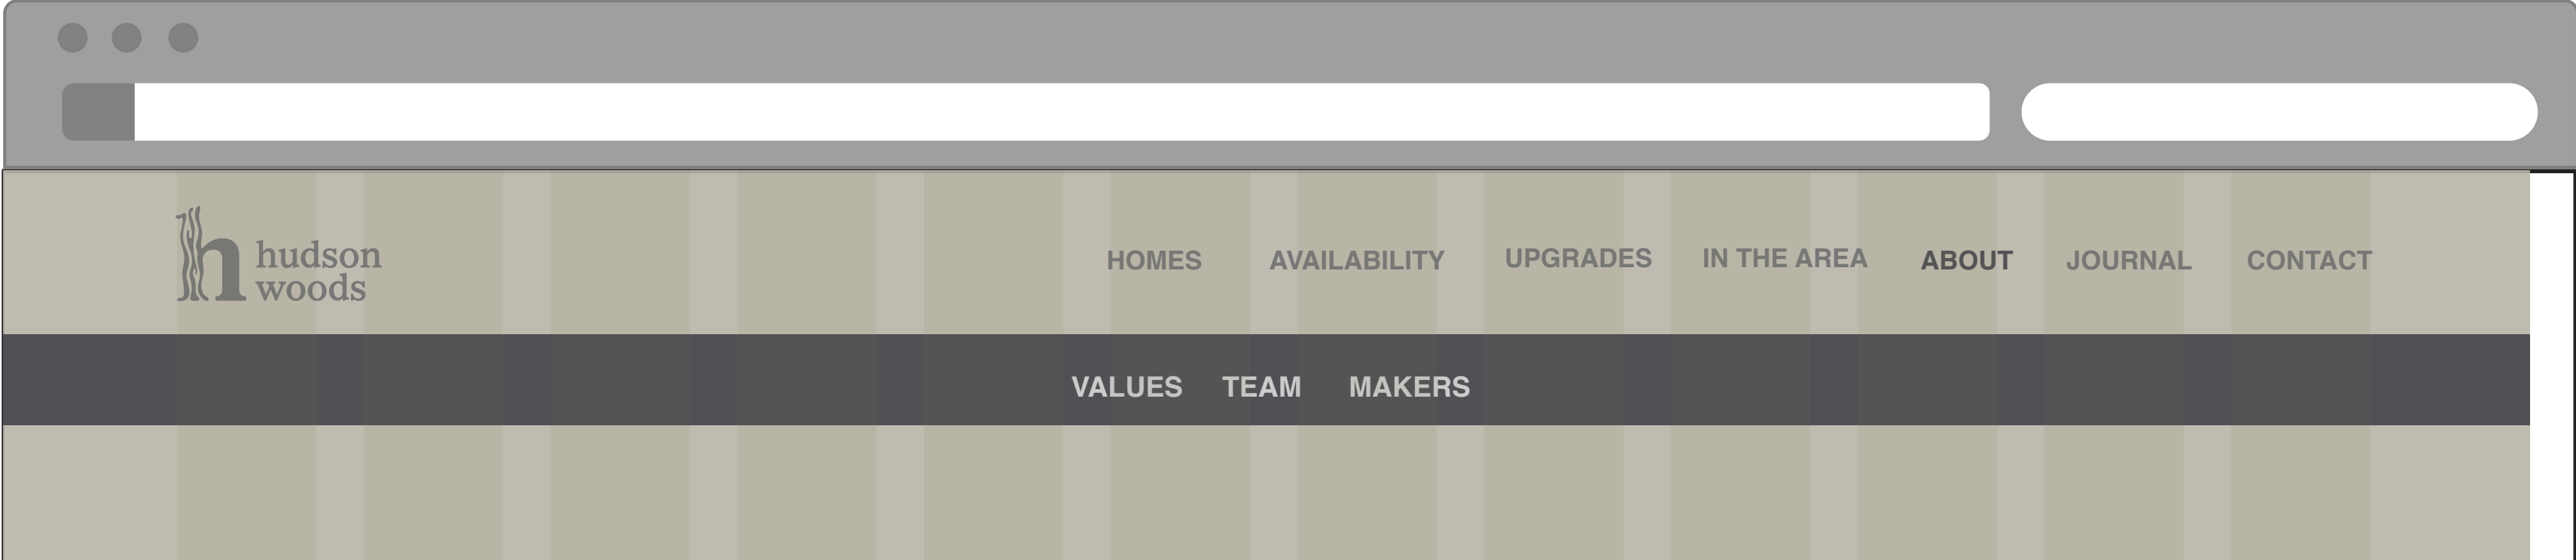 hudson
woods
HOMES AVAILABILITY UPGRADES IN THE AREA ABOUT JOURNAL CONTACT
VALUES TEAM MAKERS